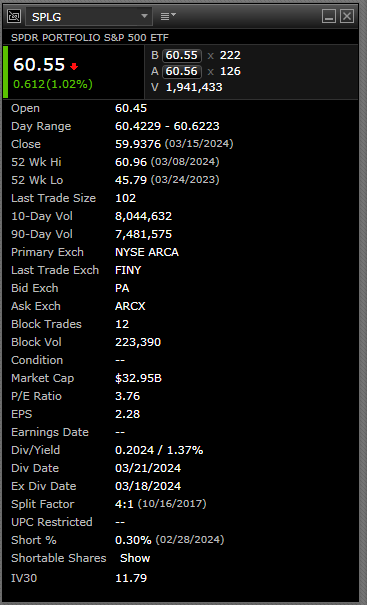 SPLG
SPDR PORTFOLIO S&P 500 ETF
60.55
0.612(1.02%)
B 60.55 x 222
A 60.56 x 126
V 1,941,433
Open 60.45
Day Range 60.4229 - 60.6223
Close 59.9376 (03/15/2024)
52 Wk Hi 60.96 (03/08/2024)
52 Wk Lo 45.79 (03/24/2023)
Last Trade Size 102
10-Day Vol 8,044,632
90-Day Vol 7,481,575
Primary Exch NYSE ARCA
Last Trade Exch FINY
Bid Exch PA
Ask Exch ARCX
Block Trades 12
Block Vol 223,390
Condition --
Market Cap $32.95B
P/E Ratio 3.76
EPS 2.28
Earnings Date --
Div/Yield 0.2024 / 1.37%
Div Date 03/21/2024
Ex Div Date 03/18/2024
Split Factor 4:1 (10/16/2017)
UPC Restricted --
Short % 0.30% (02/28/2024)
Shortable Shares Show
IV30 11.79